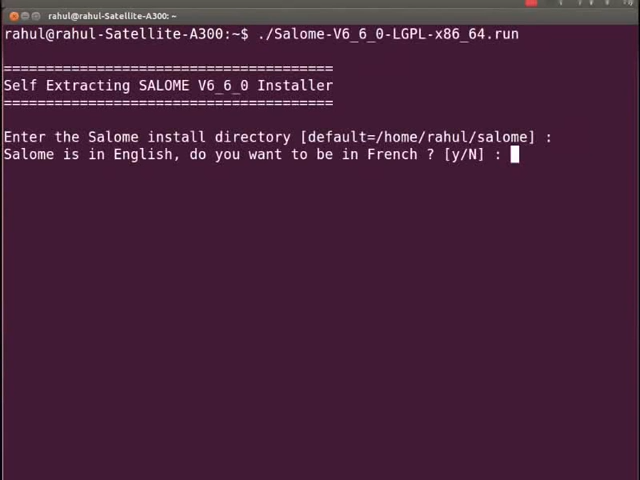 rahul@rahul-Satellite-A300: ~
rahul@rahul-Satellite-A300:~$ ./Salome-V6_6_0-LGPL-x86_64.run
=======================================
Self Extracting SALOME V6_6_0 Installer
=======================================
Enter the Salome install directory [default=/home/rahul/salome] :
Salome is in English, do you want to be in French ? [y/N] :